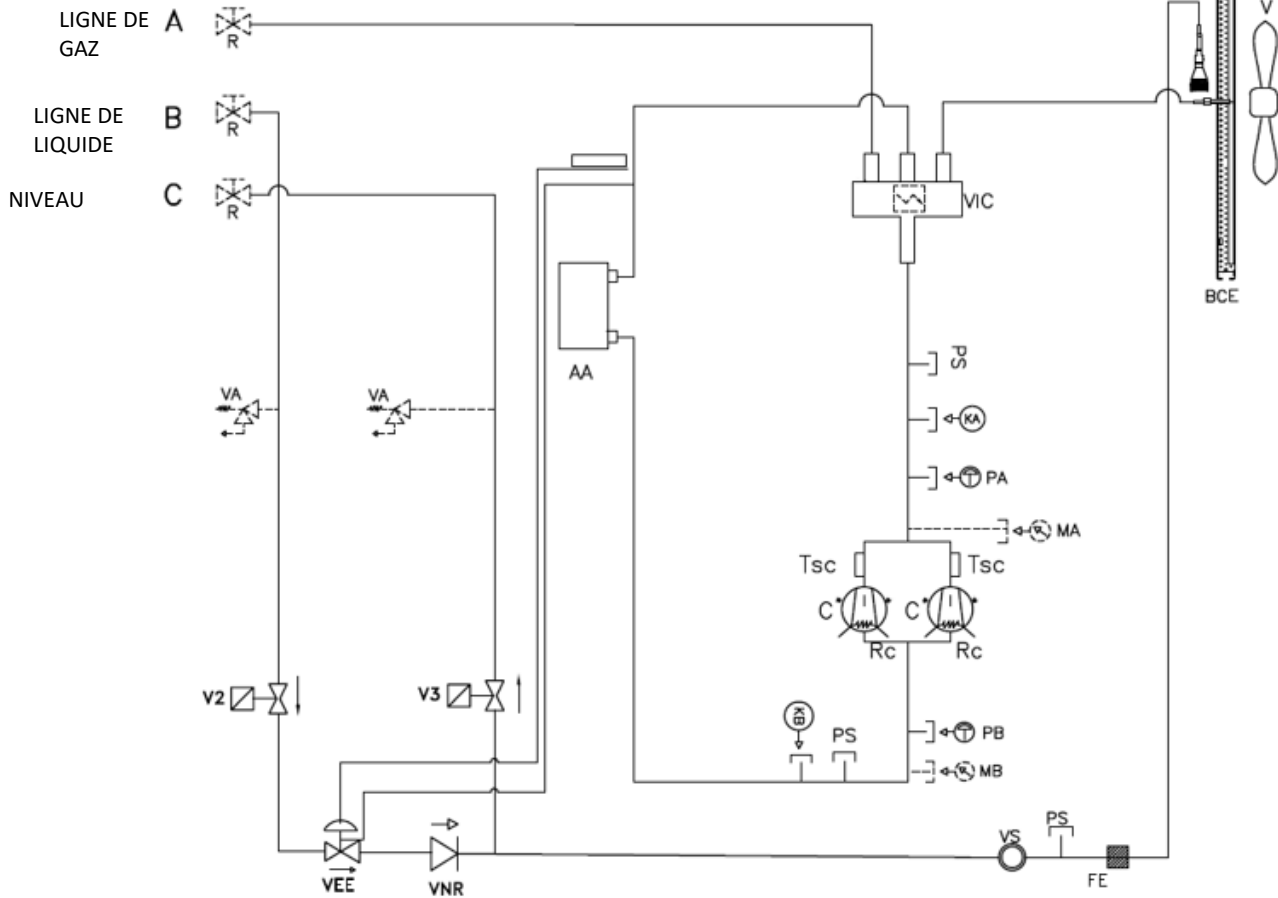 LIGNE DE
GAZ
A
R
V
LIGNE DE
LIQUIDE
B
R
NIVEAU
C
R
VIC
BCE
AA
PS
VA
VA
KA
PA
MA
Tsc
Tsc
C*
*
C*
*
Rc
Rc
V2
V3
KB
PS
PB
MB
VEE
VNR
VS
PS
FE